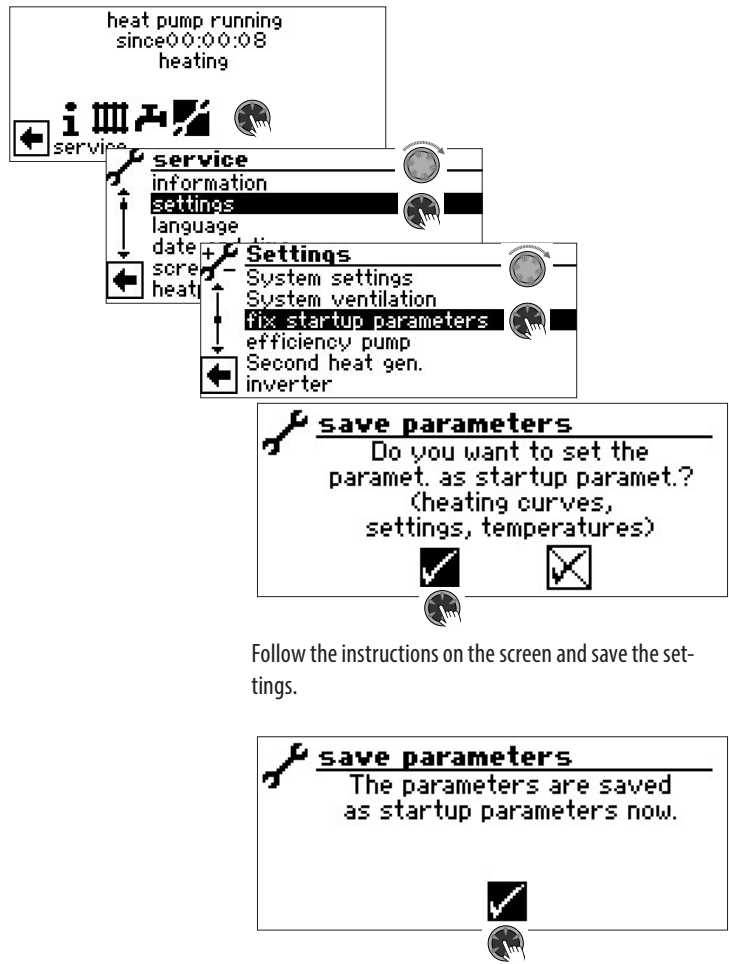 heat pump running
since00:00:08
heating
service
service
information
settings
language
date and time
scre
heatp
Settings
System settings
System ventilation
fix startup parameters
efficiency pump
Second heat gen.
inverter
save parameters
Do you want to set the
paramet. as startup paramet.?
(heating curves,
settings, temperatures)
Follow the instructions on the screen and save the set-
tings.
save parameters
The parameters are saved
as startup parameters now.